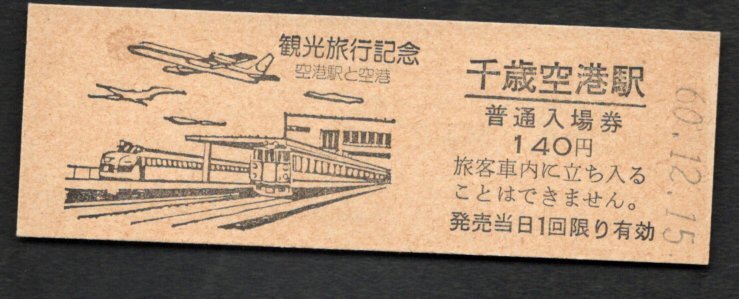 観光旅行記念
空港駅と空港
千歳空港駅
普通入場券
140円
旅客車内に立ち入る
ことはできません。
発売当日1回限り有効
60.12.15